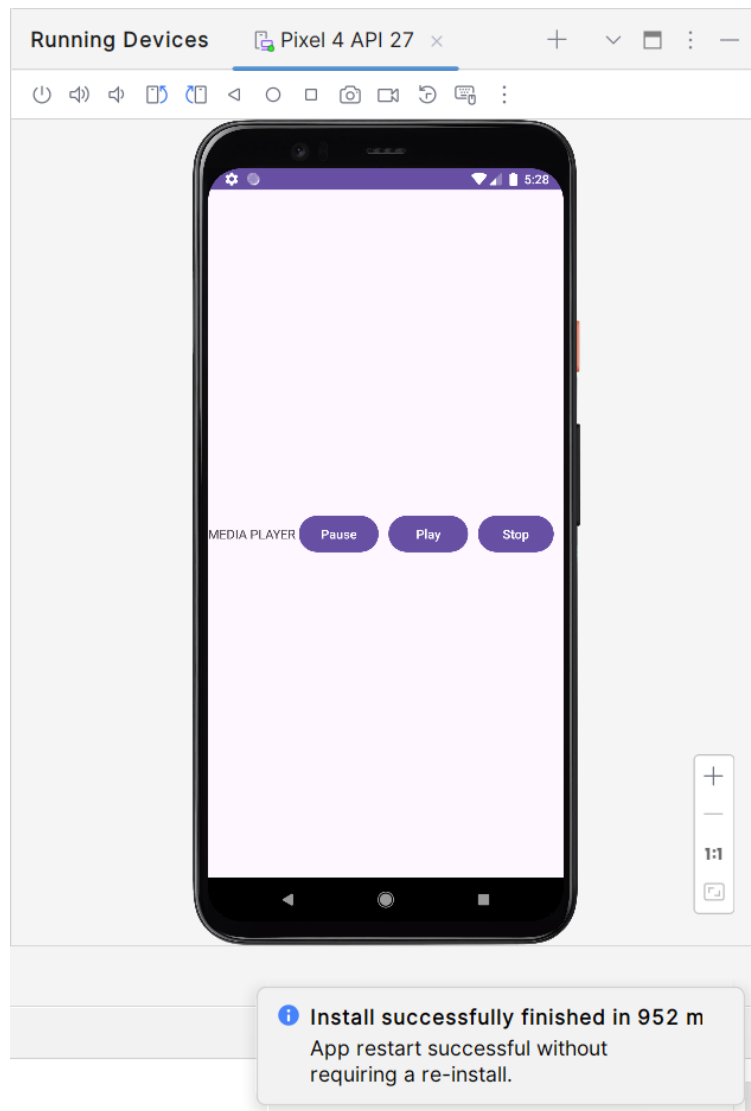 Running Devices Pixel 4 API 27
5:28
MEDIA PLAYER Pause Play Stop
1:1
Install successfully finished in 952 m
App restart successful without
requiring a re-install.